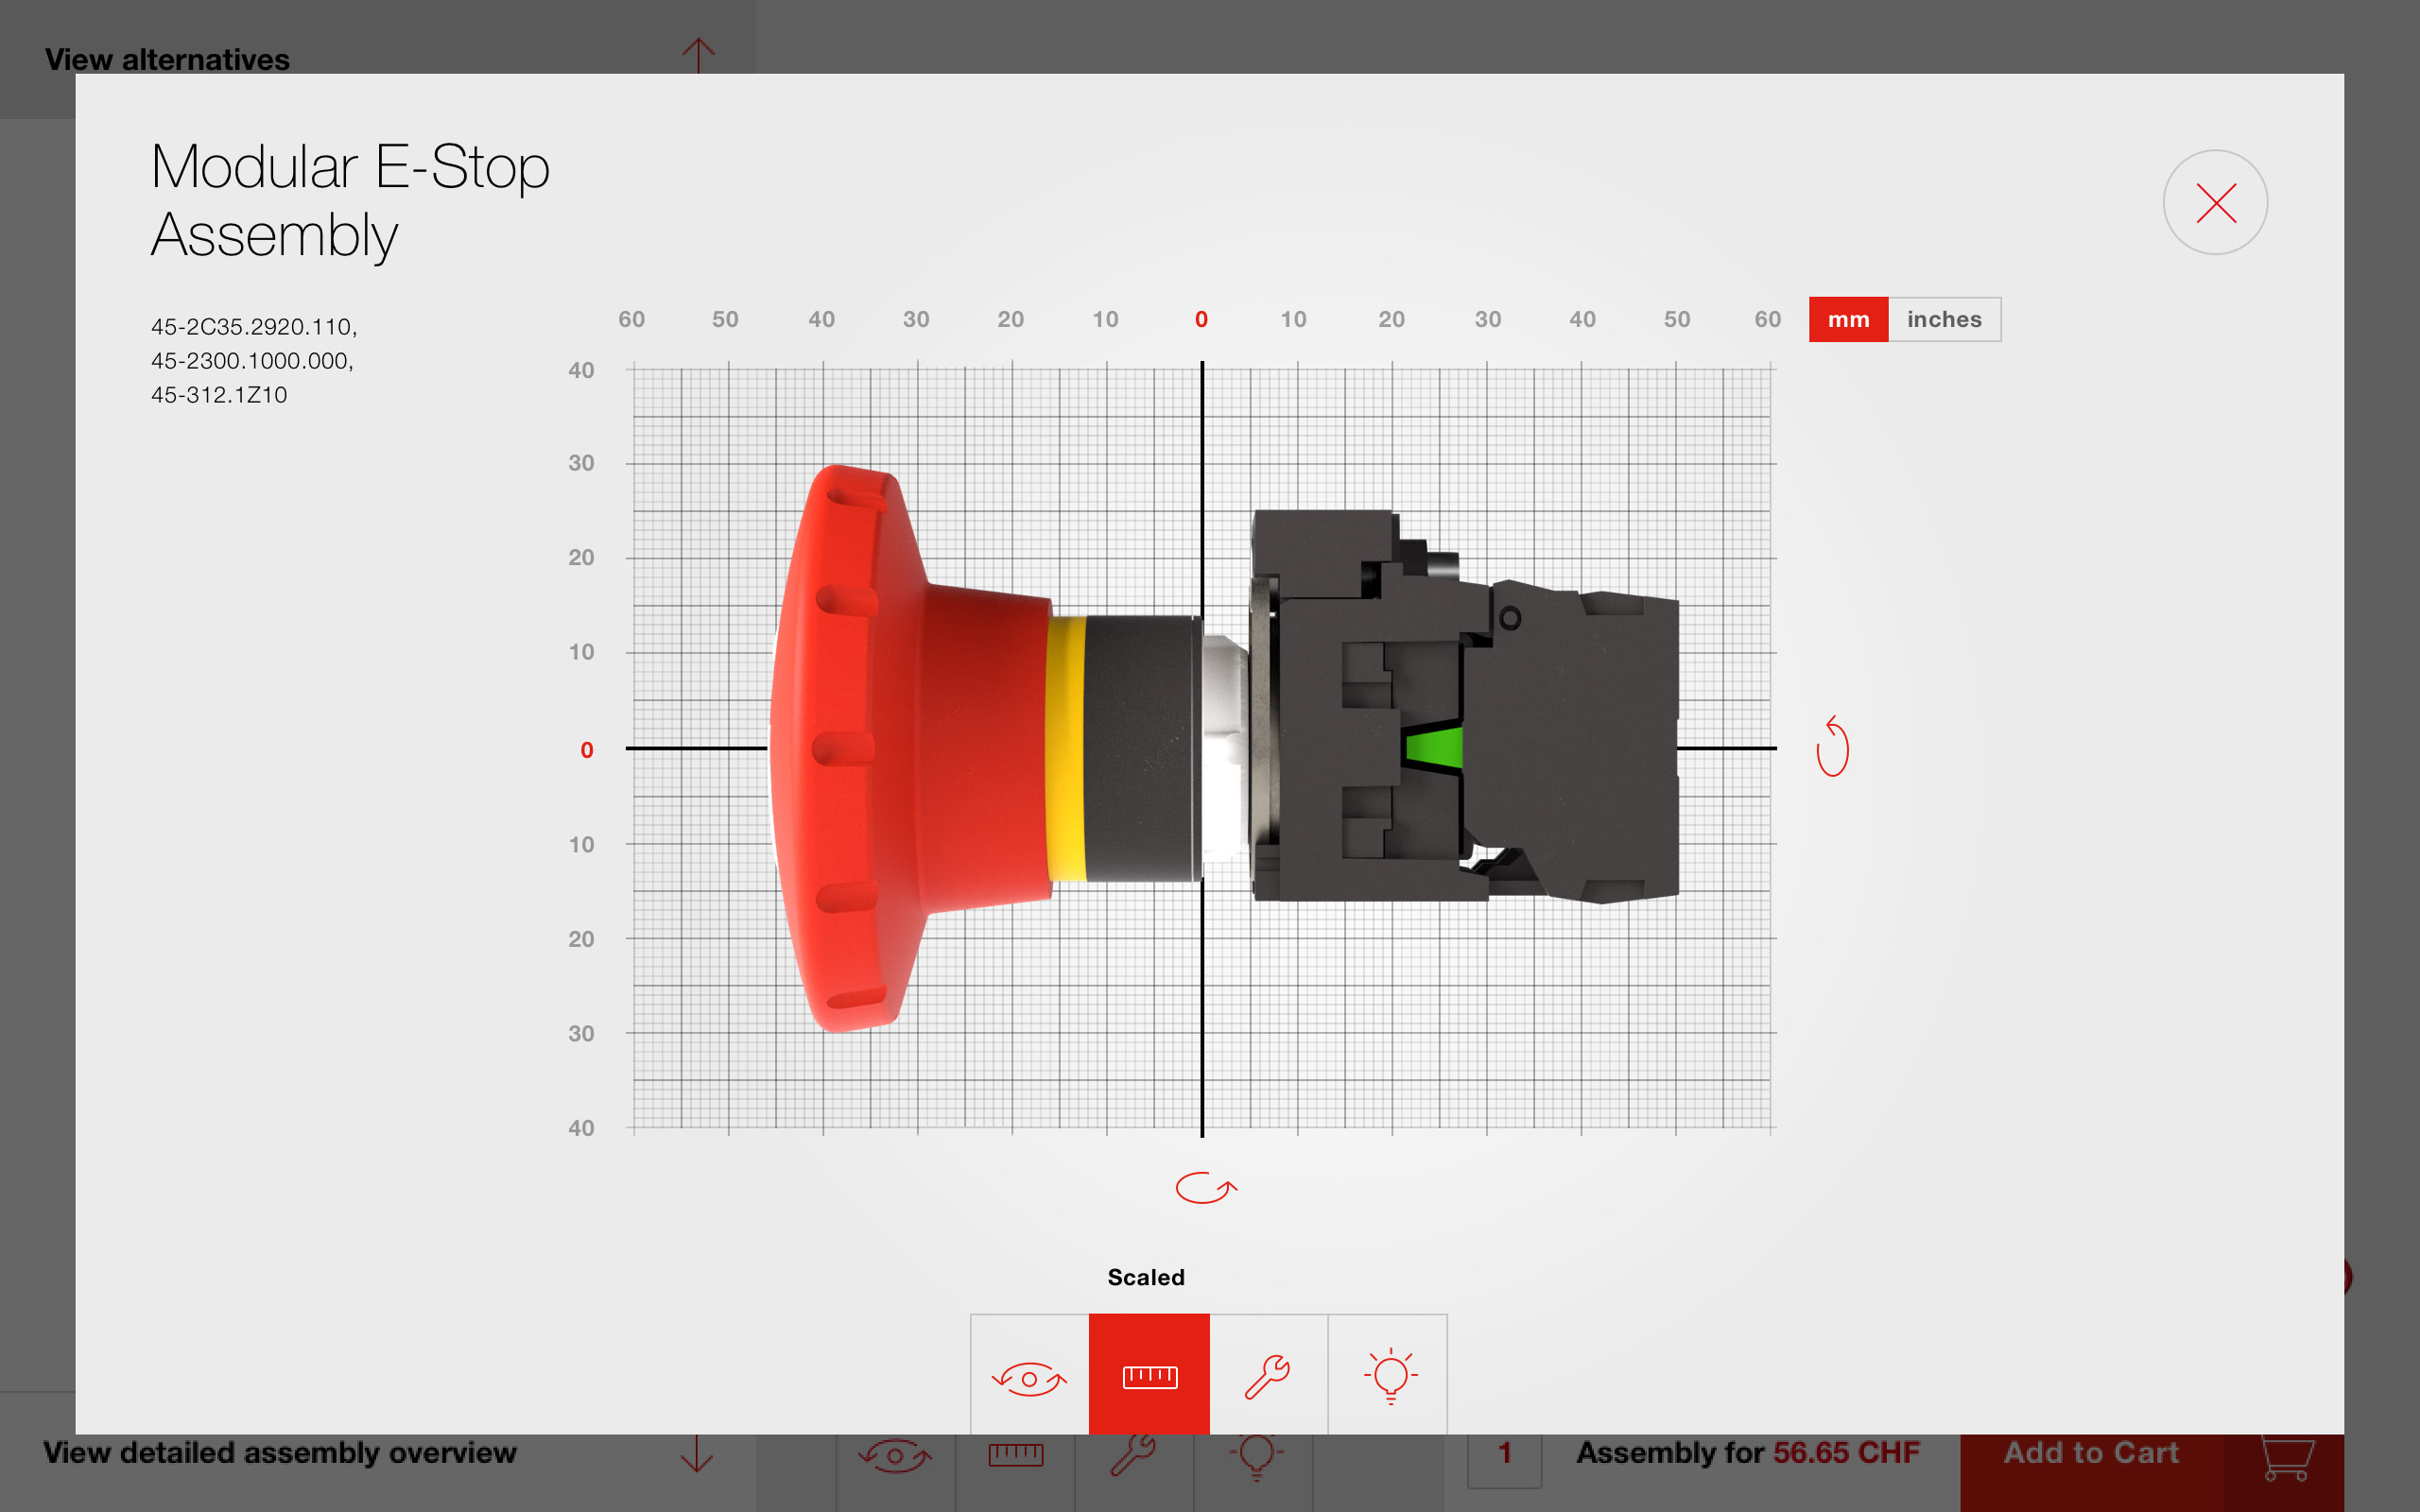 View alternatives
Modular E-Stop
Assembly
45-2C35.2920.110,
45-2300.1000.000,
45-312.1Z10
60 50 40 30 20 10 0 10 20 30 40 50 60
mm inches
40
30
20
10
0
10
20
30
40
Scaled
View detailed assembly overview
1 Assembly for 56.65 CHF Add to Cart